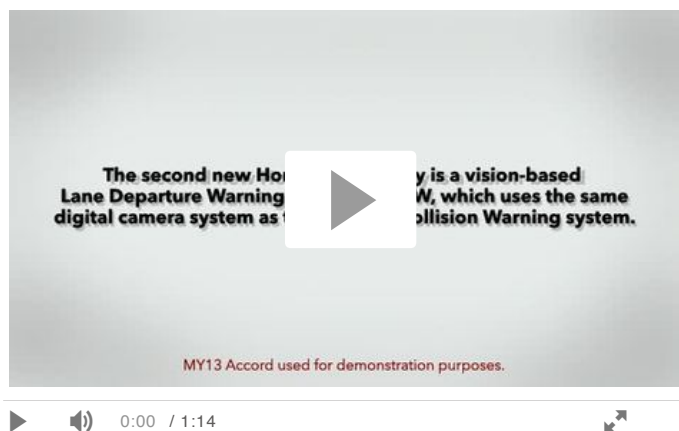 The second new Ho y is a vision-based
Lane Departure Warning W, which uses the same
digital camera system as ollision Warning system.
MY13 Accord used for demonstration purposes.
0:00 / 1:14